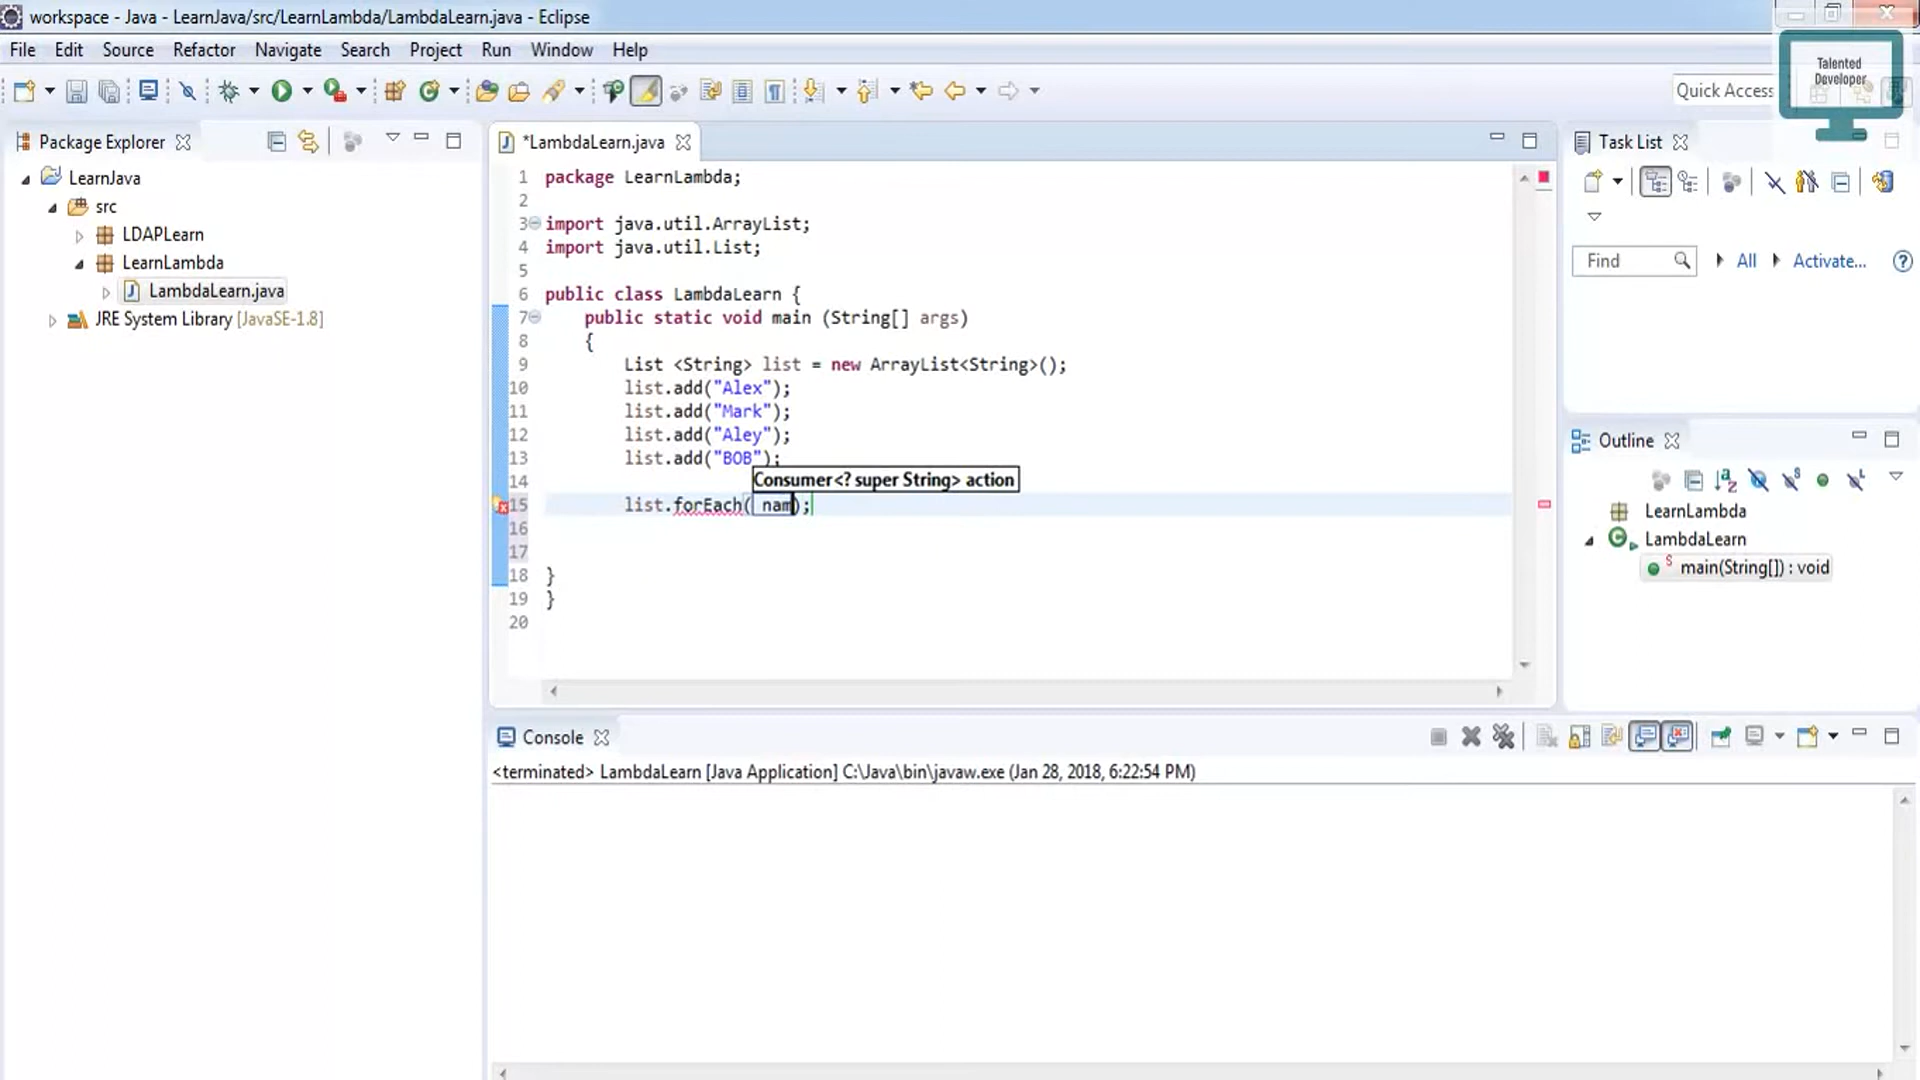 workspace - Java - LearnJava/src/LearnLambda/LambdaLearn.java - Eclipse
File Edit Source Refactor Navigate Search Project Run Window Help
Talented
Developer
Quick Access
Package Explorer
LearnJava
src
LDAPLearn
LearnLambda
LambdaLearn.java
JRE System Library [JavaSE-1.8]
*LambdaLearn.java
1 package LearnLambda;
2
3 import java.util.ArrayList;
4 import java.util.List;
5
6 public class LambdaLearn {
7 public static void main (String[] args)
8 {
9 List <String> list = new ArrayList<String>();
10 list.add("Alex");
11 list.add("Mark");
12 list.add("Aley");
13 list.add("BOB");
Consumer<? super String> action
14
15 list.forEach( nam);
16
17
18 }
19 }
20
Task List
Find All Activate...
Outline
LearnLambda
LambdaLearn
main(String[]) : void
Console
<terminated> LambdaLearn [Java Application] C:\Java\bin\javaw.exe (Jan 28, 2018, 6:22:54 PM)